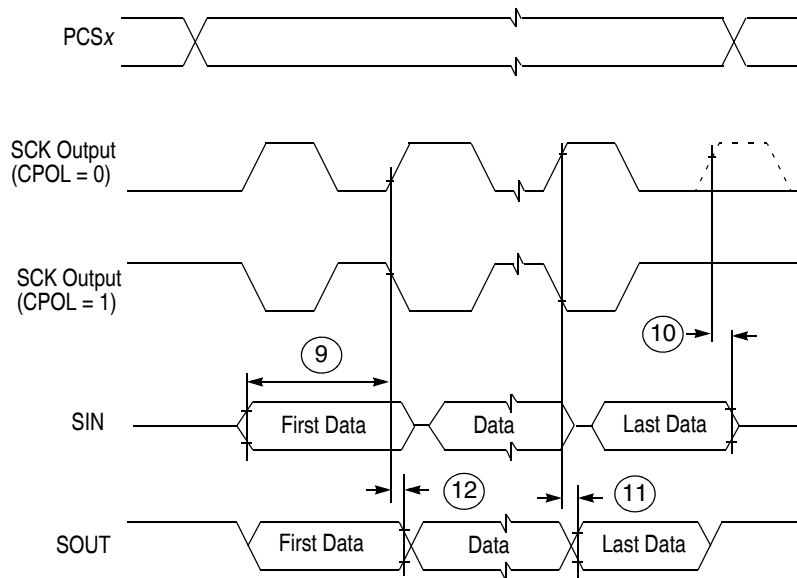 PCSx
SCK Output
(CPOL = 0)
SCK Output
(CPOL = 1)
10
9
SIN
First Data
Data
Last Data
12
11
SOUT
First Data
Data
Last Data